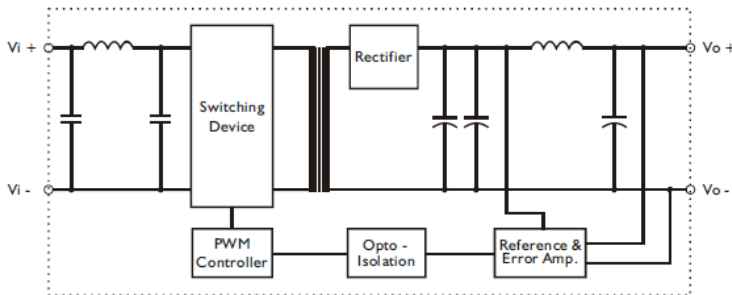 Vi +
Vo +
Rectifier
Switching
Device
Vi -
Vo -
PWM
Controller
Opto -
Isolation
Reference &
Error Amp.